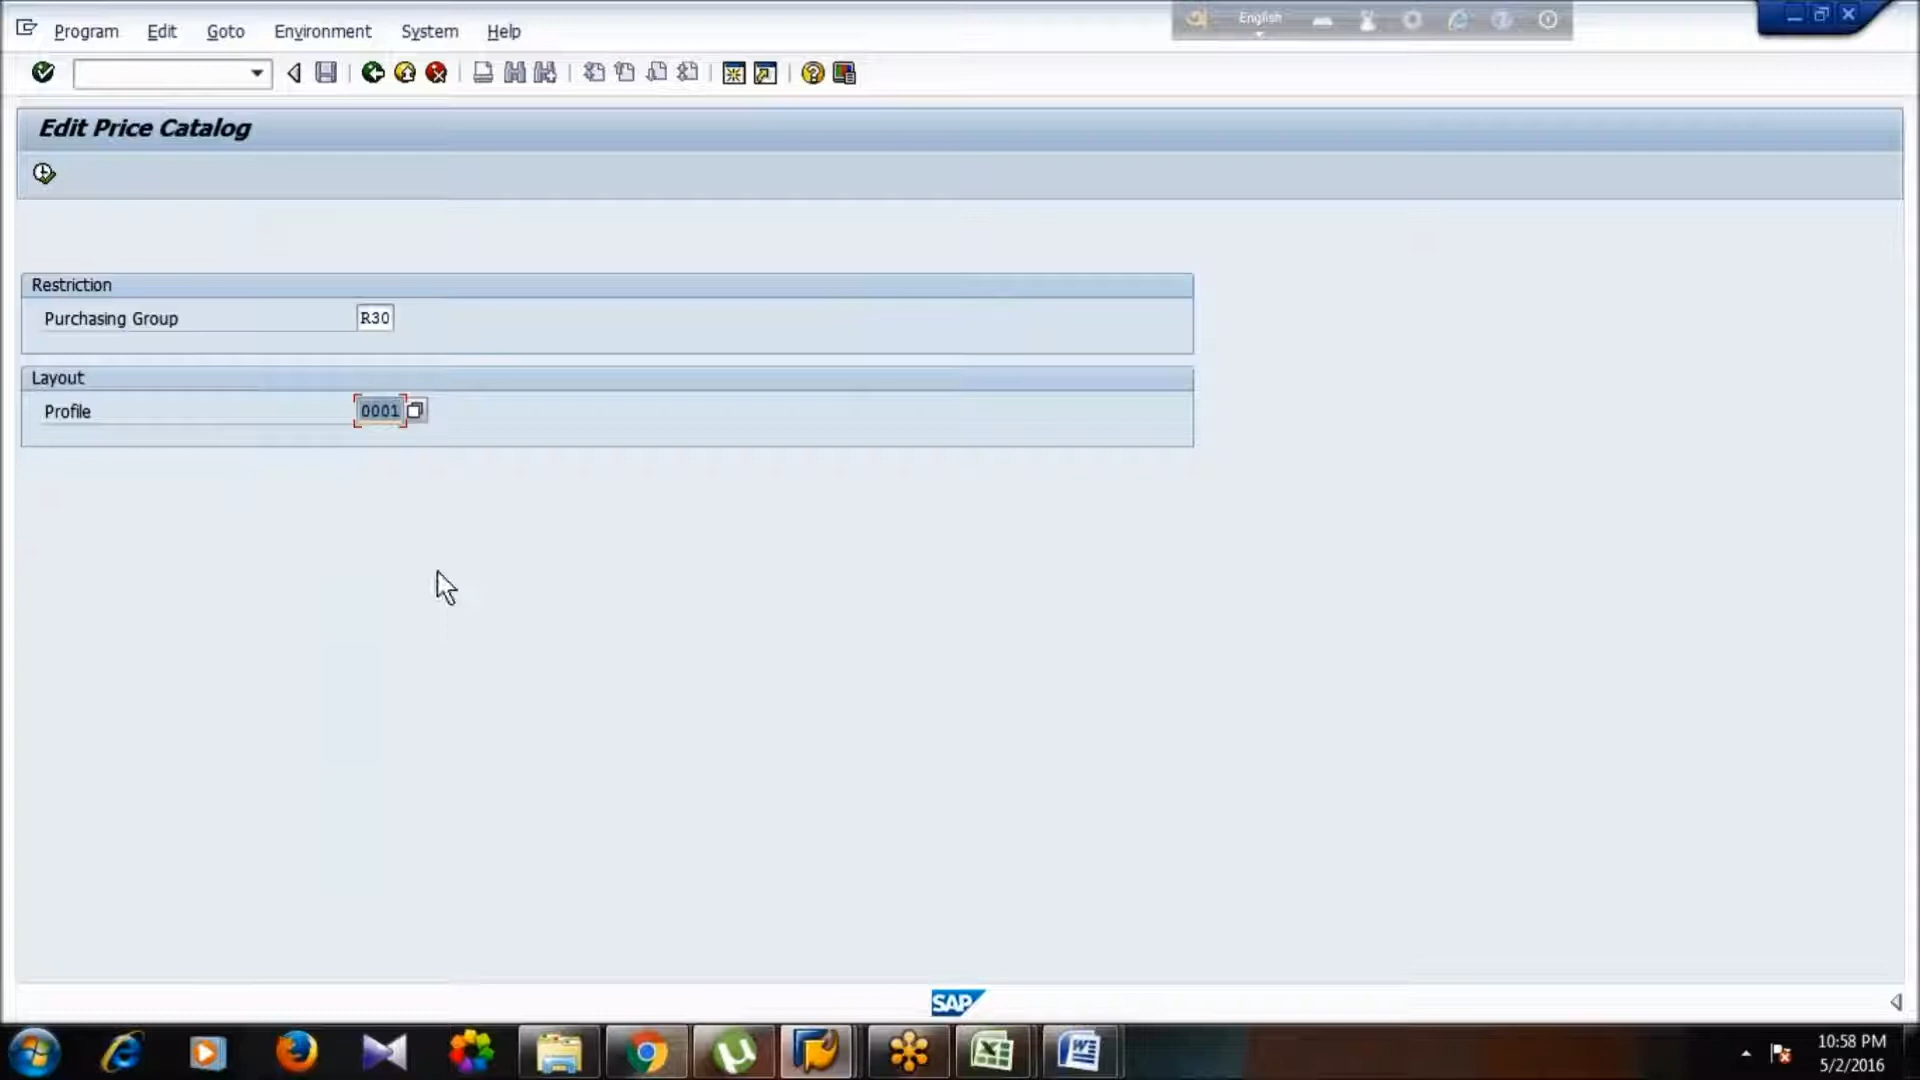 English
Program Edit Goto Environment System Help
Edit Price Catalog
Restriction
Purchasing Group R30
Layout
Profile 0001
SAP
10:58 PM
5/2/2016